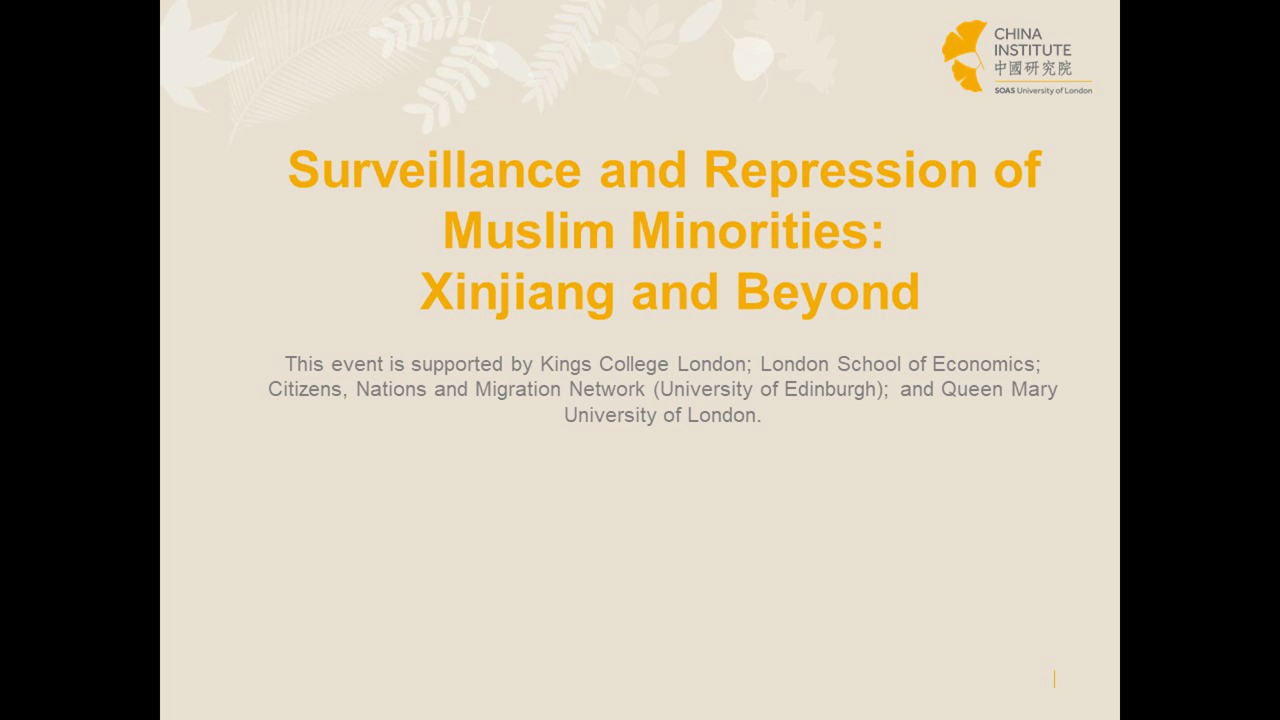 CHINA
INSTITUTE
中國研究院
SOAS University of London
Surveillance and Repression of
Muslim Minorities:
Xinjiang and Beyond
This event is supported by Kings College London; London School of Economics;
Citizens, Nations and Migration Network (University of Edinburgh); and Queen Mary
University of London.